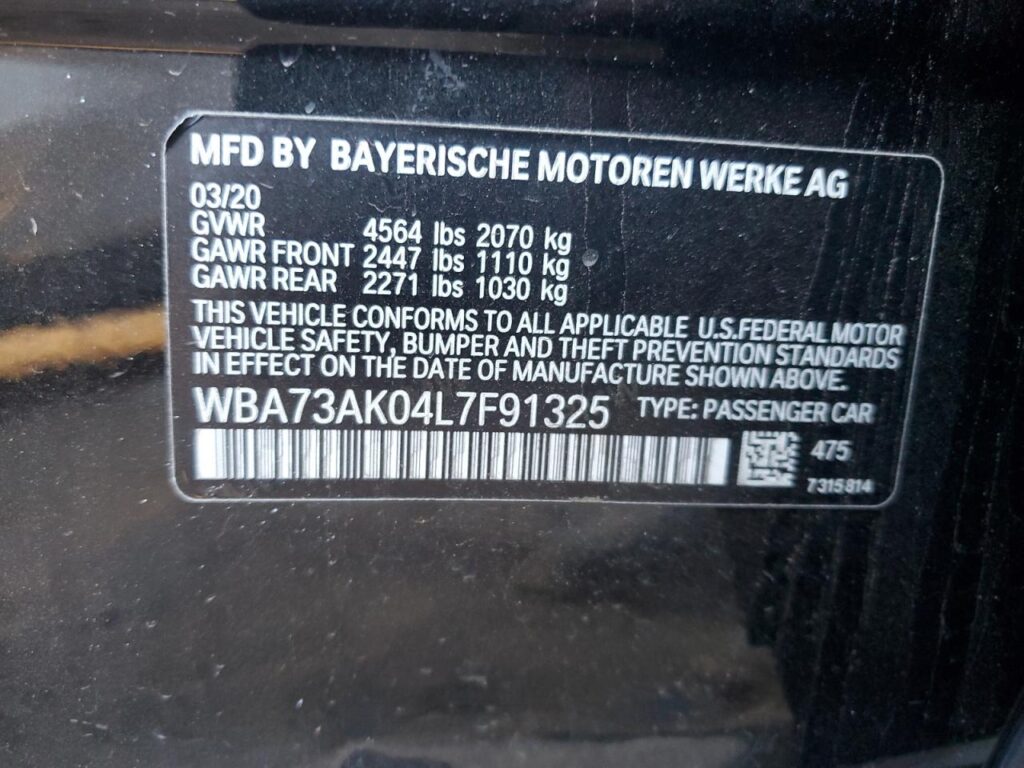 MFD BY BAYERISCHE MOTOREN WERKE AG
03/20
GVWR 4564 lbs 2070 kg
GAWR FRONT 2447 lbs 1110 kg
GAWR REAR 2271 lbs 1030 kg
THIS VEHICLE CONFORMS TO ALL APPLICABLE U.S.FEDERAL MOTOR
VEHICLE SAFETY, BUMPER AND THEFT PREVENTION STANDARDS
IN EFFECT ON THE DATE OF MANUFACTURE SHOWN ABOVE.
WBA73AK04L7F91325 TYPE: PASSENGER CAR
475
7315814